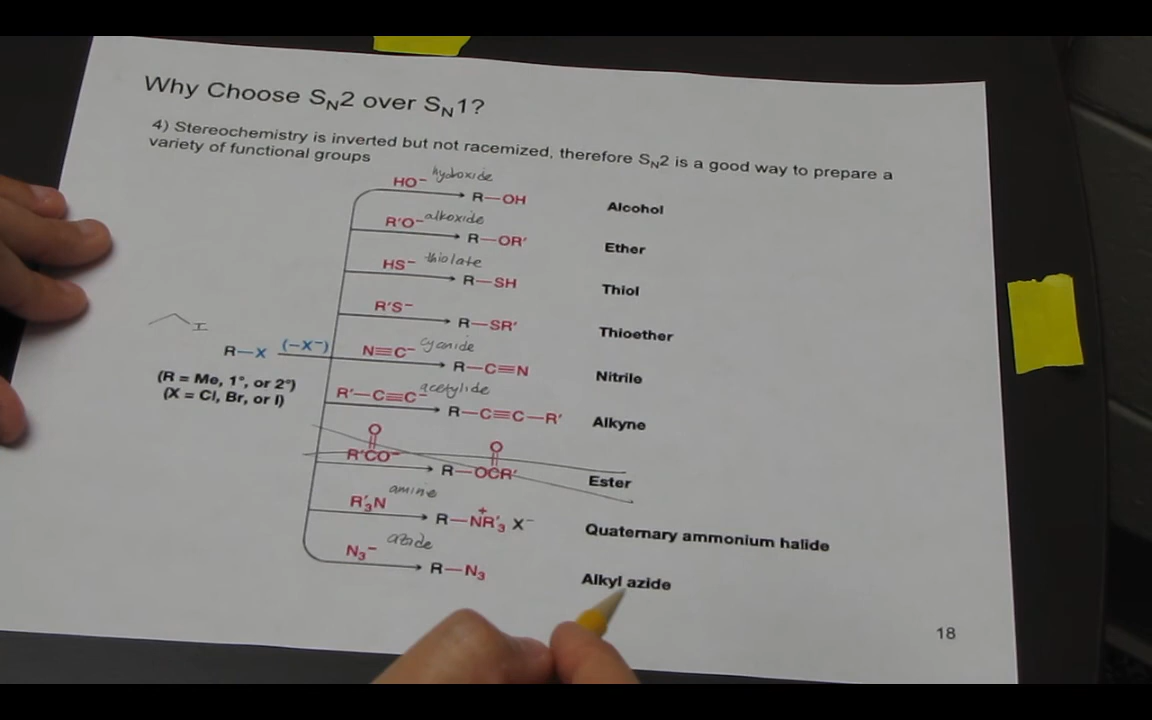 Why Choose SN2 over SN1?
4) Stereochemistry is inverted but not racemized, therefore SN2 is a good way to prepare a
variety of functional groups
HO⁻ hydroxide R—OH Alcohol
R'O⁻ alkoxide R—OR' Ether
HS⁻ thiolate R—SH Thiol
R'S⁻ R—SR' Thioether
I
R—X (−X⁻) N≡C⁻ cyanide R—C≡N Nitrile
(R = Me, 1°, or 2°)
(X = Cl, Br, or I)
R'—C≡C⁻ acetylide R—C≡C—R' Alkyne
O O
R'CO⁻ R—OCR' Ester
R'₃N amine R—N⁺R'₃ X⁻ Quaternary ammonium halide
N₃⁻ azide R—N₃ Alkyl azide
18